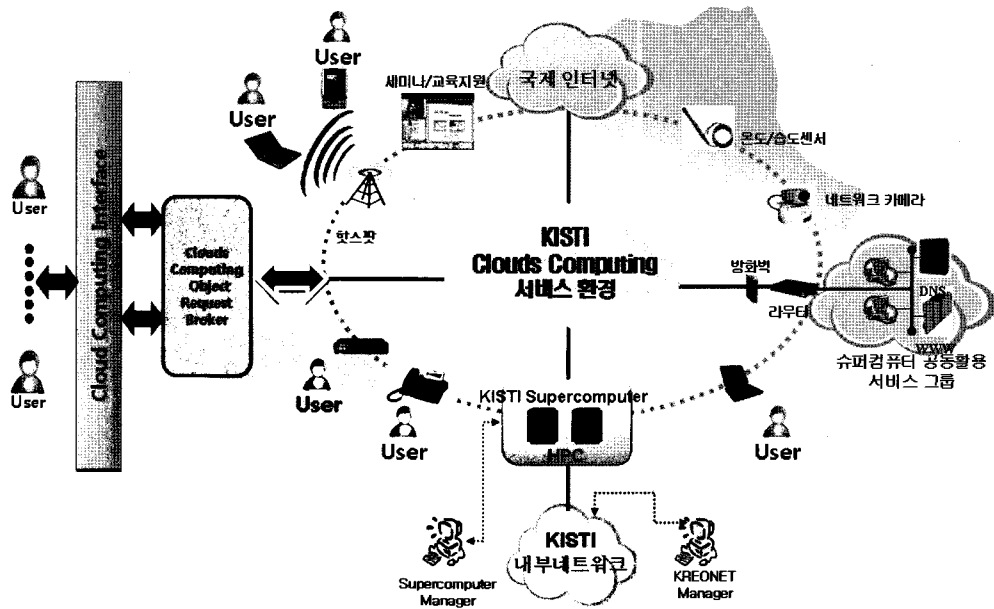 User
User
국제 인터넷
세미나/교육지원
온도/습도센서
네트워크 카메라
User
Cloud Computing Interface
핫스팟
KISTI
Clouds Computing
서비스 환경
방화벽
라우터
DNS
WWW
슈퍼컴퓨터 공동활용
서비스 그룹
Clouds
Computing
Object
Request
Broker
User
User
User
User
KISTI Supercomputer
HPC
KISTI
내부네트워크
Supercomputer
Manager
KREONET
Manager